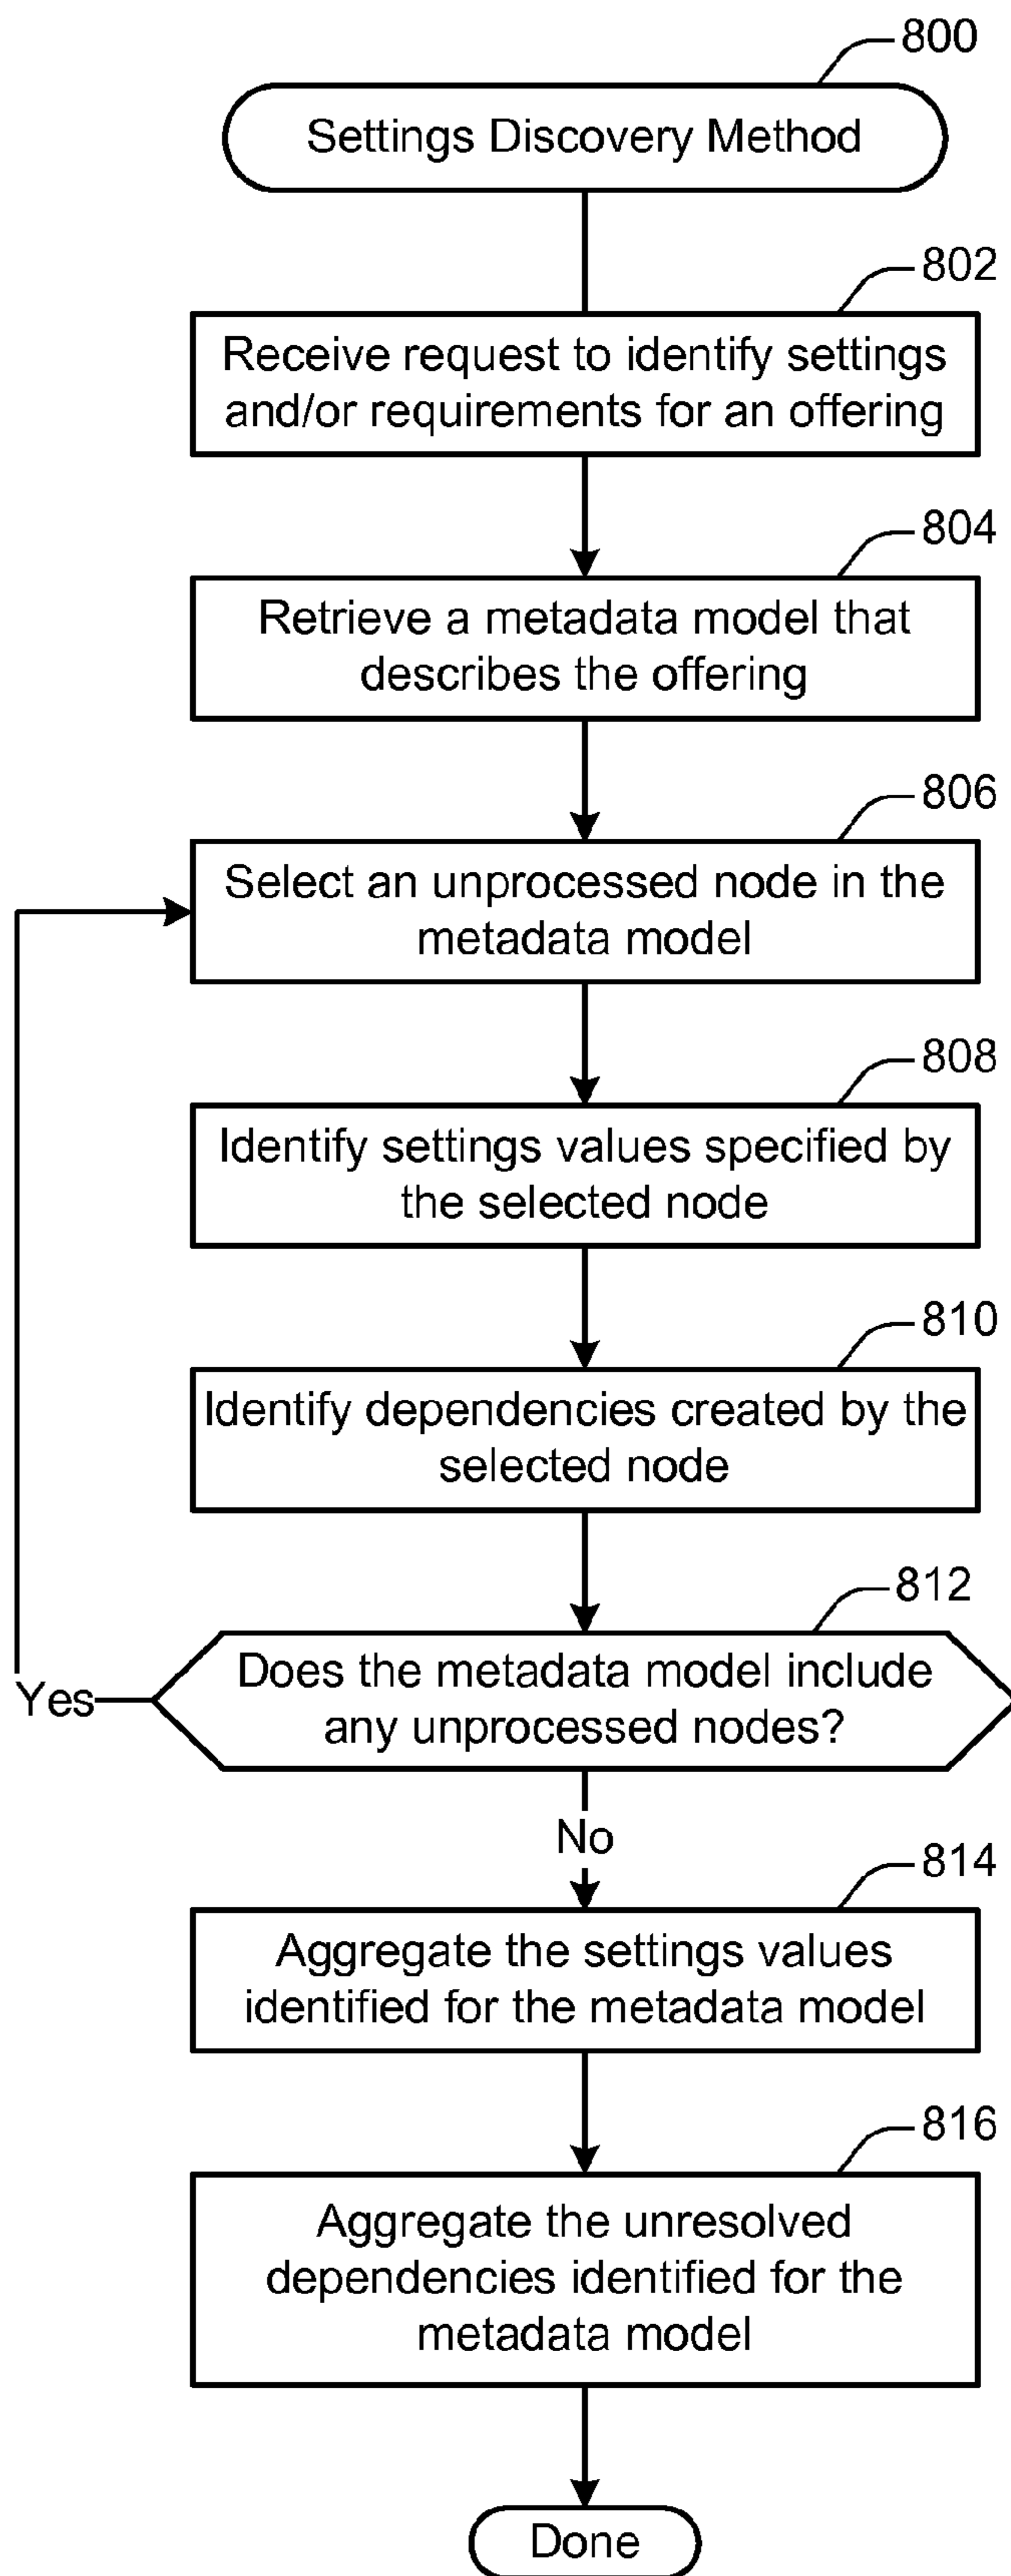 800
Settings Discovery Method
802
Receive request to identify settings
and/or requirements for an offering
804
Retrieve a metadata model that
describes the offering
806
Select an unprocessed node in the
metadata model
808
Identify settings values specified by
the selected node
810
Identify dependencies created by the
selected node
812
Does the metadata model include
any unprocessed nodes?
Yes
No
814
Aggregate the settings values
identified for the metadata model
816
Aggregate the unresolved
dependencies identified for the
metadata model
Done